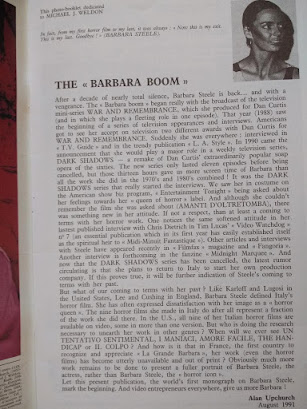 This photo-booklet dedicated
to MICHAEL J. WELDON
In fact, from my first horror film to my last, it was always : « Now this is my cake.
This is my last. Goodbye ! » (BARBARA STEELE)
THE « BARBARA BOOM »
After a decade of nearly total silence, Barbara Steele is back.... and with a
vengeance. The « Barbara boom » began really with the broadcast of the television
mini-series WAR AND REMEMBRANCE, which she produced for Dan Curtis
(and in which she plays a fleeting role in one episode). That year (1988) saw
the beginning of a series of television appearances and interviews. Americans
got to see her accept on television two different awards with Dan Curtis for
WAR AND REMEMBRANCE. Suddenly she was everywhere ; interviewed in
« T.V. Guide » and in the trendy publication « L. A. Style ». In 1990 came the
announcement that she would play a major role in a weekly television series,
DARK SHADOWS — a remake of Dan Curtis' extraordinarily popular soap
opera of the sixties. The new series only lasted eleven episodes before being
cancelled, but those thirteen hours gave us more screen time of Barbara than
all the work she did in the 1970's and 1980's combined ! It was the DARK
SHADOWS series that really started the interviews. We saw her in costume on
the American show biz program, « Entertainment Tonight » being asked about
her feelings towards her « queen of horror » label. And although she couldn't
remember the film she was asked about (AMANTI D'OLTRETOMBA), there
was something new in her attitude. If not a respect, than at least a coming to
terms with her horror work. One notices the same softened attitude in her
lastest published interview with Chris Dietrich in Tim Lucas' « Video Watchdog »
n° 7 (an essential publication which in its first year has easily established itself
as the spiritual heir to « Midi-Minuit Fantastique »). Other articles and interviews
with Steele have appeared recently in « Filmfax » magazine and « Fangoria ».
Another interview is forthcoming in the fanzine « Midnight Marquee ». And
now that the DARK SHADOWS series has been cancelled, the latest rumor
circulating is that she plans to return to Italy to start her own production
company. If this proves true, it will be further indication of Steele's coming to
terms with her past.
But what of our coming to terms with her past ? Like Karloff and Lugosi in
the United States, Lee and Cushing in England, Barbara Steele defined Italy's
horror film. She has often expressed dissatisfaction with her image as a « horror
queen ». The nine horror films she made in Italy do after all represent a fraction
of the work she did there. In the U.S., all nine of her Italian horror films are
available on video, some in more than one version. But who is doing the research
necessary to unearth her work in other genres ? When will we ever see UN
TENTATIVO SENTIMENTAL, I MANIACI, AMORE FACILE, THE HAN-
DICAP or IL COLPO ? And how is it that in France, the first country to
recognize and appreciate « La Grande Barbara », her work (even the horror
films) has become utterly unavailable and out of print ? Obviously much more
work remains to be done to present a fuller portrait of Barbara Steele, the
actress, rather than Barbara Steele, the « horror icon ».
Let this present publication, the world's first monograph on Barbara Steele,
mark the beginning. And video entrepreneurs everywhere, give us more Barbara !
Alan Upchurch
August 1991